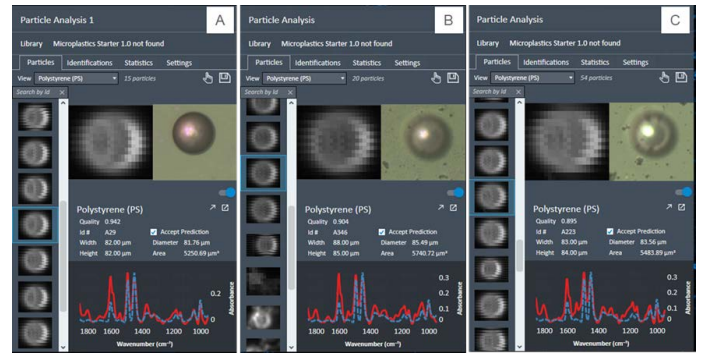 Particle Analysis 1
A
Library Microplastics Starter 1.0 not found
Particles Identifications Statistics Settings
View Polystyrene (PS) 15 particles
Search by Id ×
Polystyrene (PS)
Quality 0.942
Id # A29 Accept Prediction
Width 82.00 µm Diameter 81.76 µm
Height 82.00 µm Area 5250.69 µm²
0.2
0
Absorbance
1800 1600 1400 1200 1000
Wavenumber (cm⁻¹)
Particle Analysis
B
Library Microplastics Starter 1.0 not found
Particles Identifications Statistics Settings
View Polystyrene (PS) 20 particles
Search by Id ×
Polystyrene (PS)
Quality 0.904
Id # A346 Accept Prediction
Width 88.00 µm Diameter 85.49 µm
Height 85.00 µm Area 5740.72 µm²
0.3
0.2
0.1
0
Absorbance
1800 1600 1400 1200 1000
Wavenumber (cm⁻¹)
Particle Analysis
C
Library Microplastics Starter 1.0 not found
Particles Identifications Statistics Settings
View Polystyrene (PS) 54 particles
Search by Id ×
Polystyrene (PS)
Quality 0.895
Id # A223 Accept Prediction
Width 83.00 µm Diameter 83.56 µm
Height 84.00 µm Area 5483.89 µm²
0.3
0.2
0.1
0
Absorbance
1800 1600 1400 1200 1000
Wavenumber (cm⁻¹)